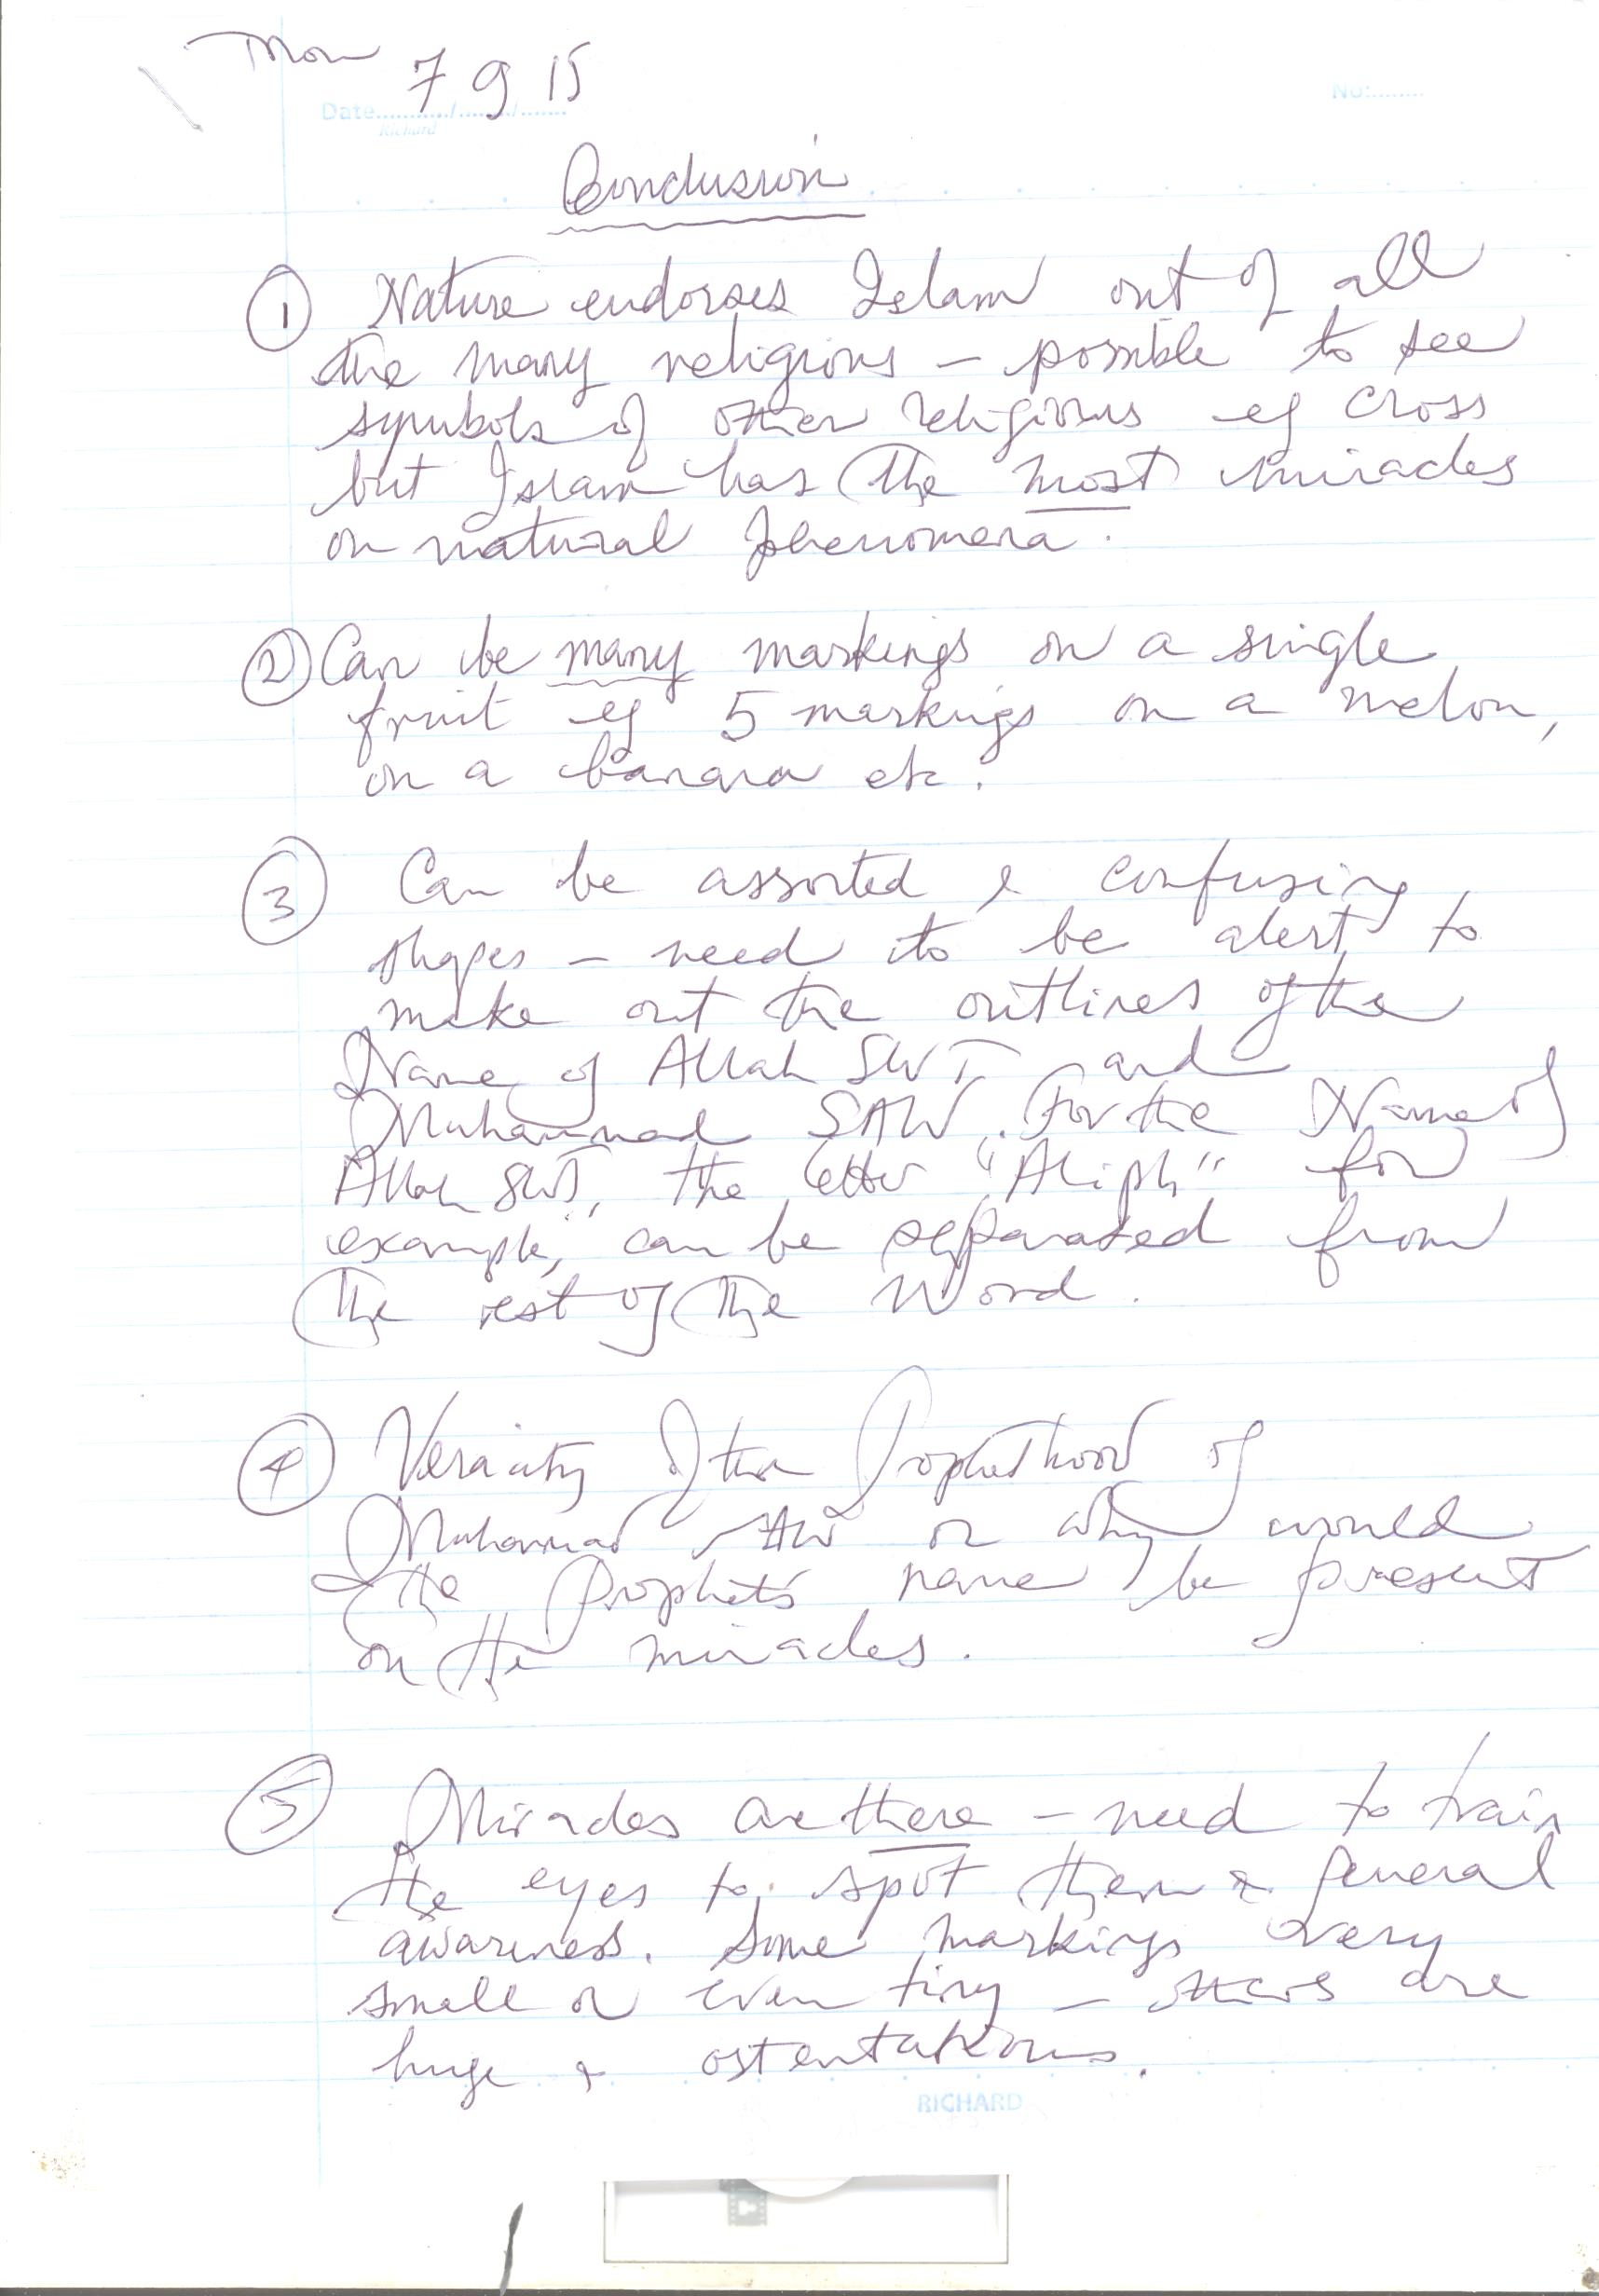 Mon 7 9 15
Date............/........./.......
No:........
Richard
Conclusion
① Nature endorses Islam out of all
the many religions – possible to see
symbols of other religions eg cross
but Islam has the most miracles
on natural phenomena.
② Can be many markings on a single
fruit eg 5 markings on a melon,
on a banana etc.
③ Can be assorted & confusing
shapes – need to be alert to
make out the outlines of the
Name of Allah SWT and
Muhammad SAW. For the Name of
Allah SWT, the letter "Aliph" for
example, can be separated from
the rest of the Word.
④ Veracity of the Prophethood of
Muhammad SAW or why would
the Prophet's name be present
on the miracles.
⑤ Miracles are there – need to train
the eyes to spot them & general
awareness. Some markings very
small or even tiny – others are
huge & ostentatious.
RICHARD